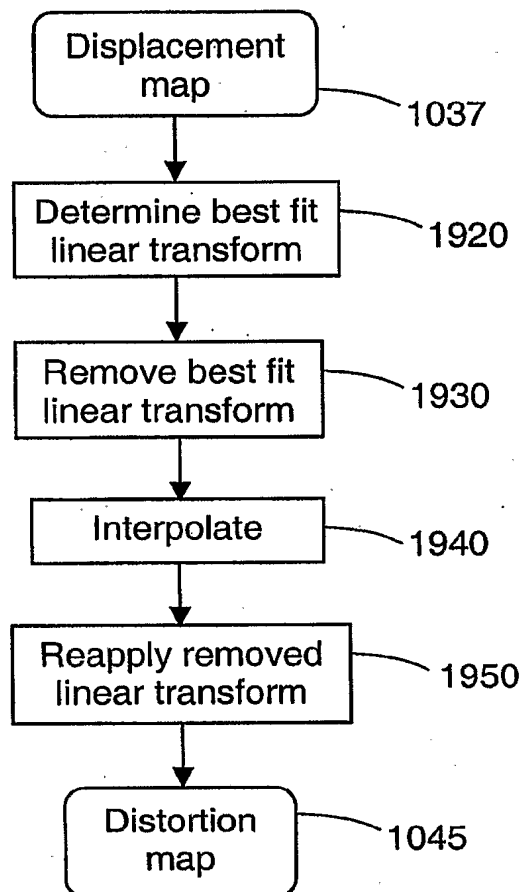 Displacement
map
1037
Determine best fit
linear transform
1920
Remove best fit
linear transform
1930
Interpolate
1940
Reapply removed
linear transform
1950
Distortion
map
1045